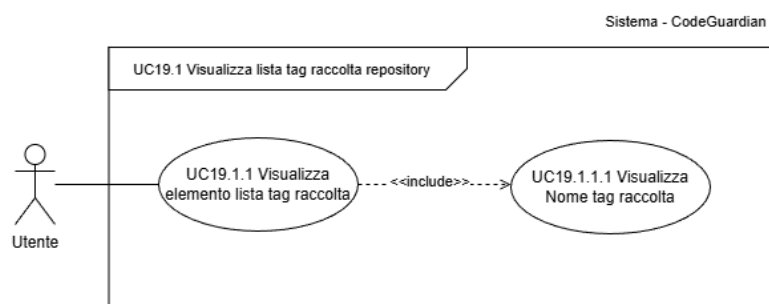 Sistema - CodeGuardian
UC19.1 Visualizza lista tag raccolta repository
UC19.1.1 Visualizza
elemento lista tag raccolta
<<include>>
UC19.1.1.1 Visualizza
Nome tag raccolta
Utente